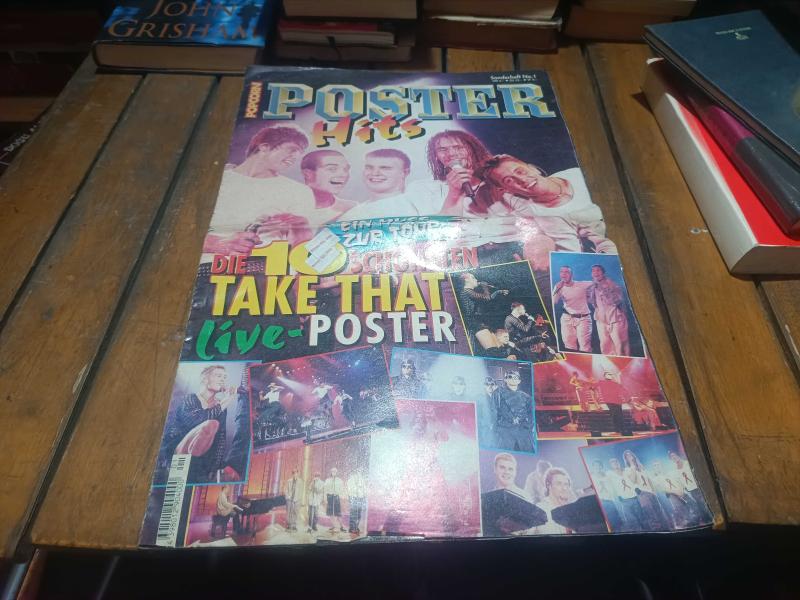 JOHN
GRISHAM
POPCORN
Sonderheft No.1
POSTER
Hits
EIN MUSS
ZUR TOUR
DIE 10 SCHÖNSTEN
TAKE THAT
Live-POSTER